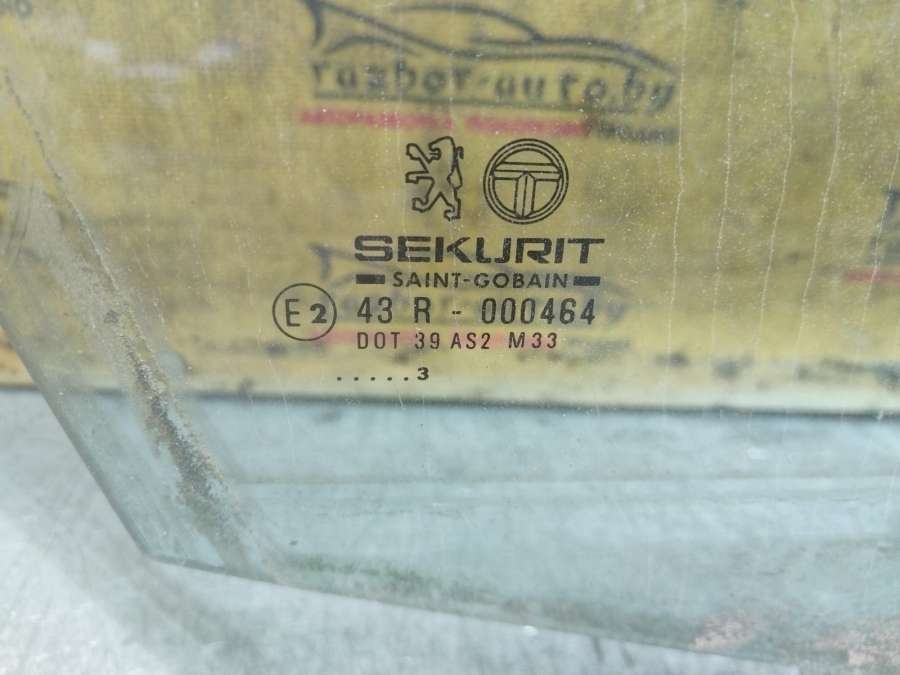 razbor-auto.by
SEKURIT
SAINT-GOBAIN
E2 43 R - 000464
DOT 39 AS2 M33
.....3